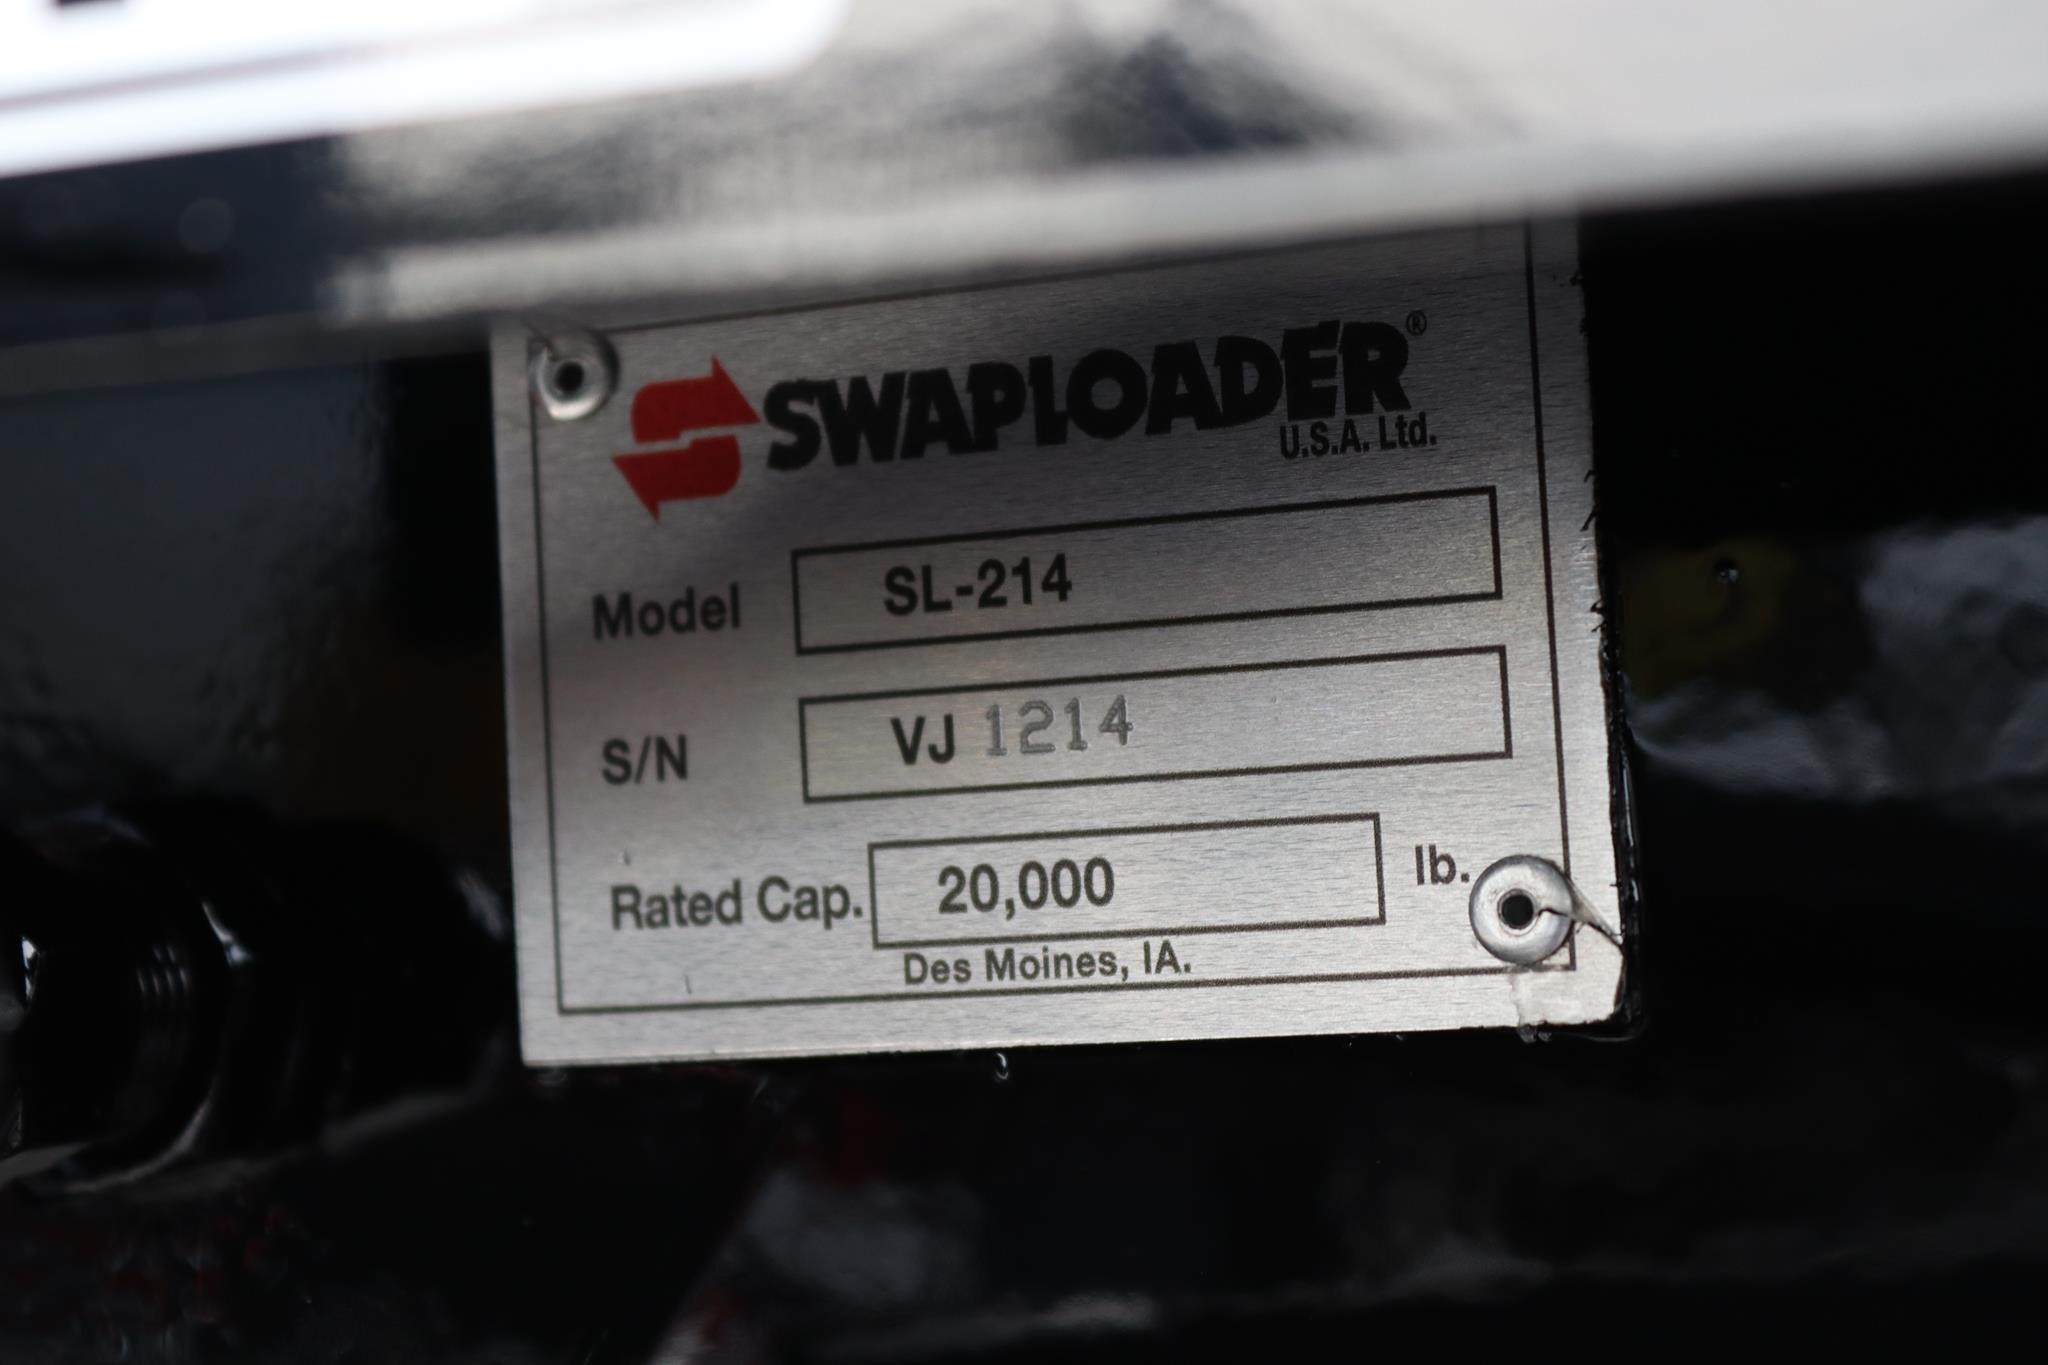 SWAPLOADER®
U.S.A. Ltd.
Model SL-214
S/N VJ 1214
Rated Cap. 20,000 lb.
Des Moines, IA.